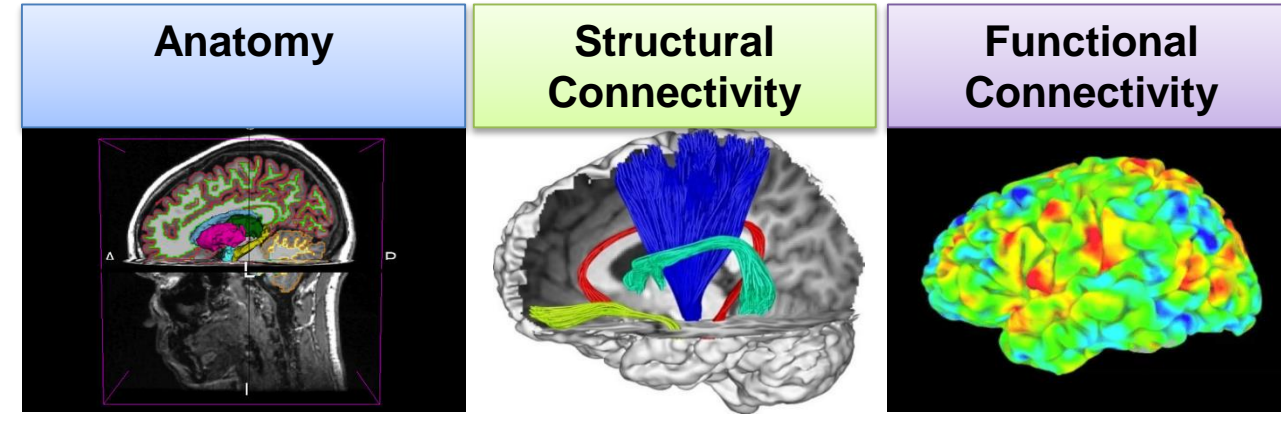 Anatomy
Structural
Connectivity
Functional
Connectivity
A
P
I